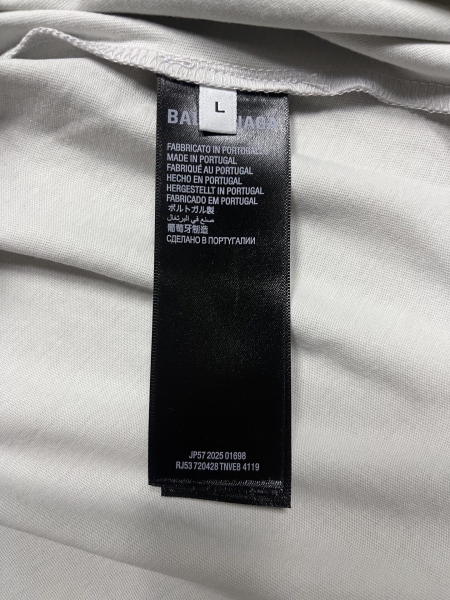 L
FABBRICATO IN PORTOGALLO
MADE IN PORTUGAL
FABRIQUÉ AU PORTUGAL
HECHO EN PORTUGAL
HERGESTELLT IN PORTUGAL
FABRICADO EM PORTUGAL
ポルトガル製
صنع في البرتغال
葡萄牙制造
СДЕЛАНО В ПОРТУГАЛИИ
JP57 2025 01698
RJ53 720428 TNVE8 4119